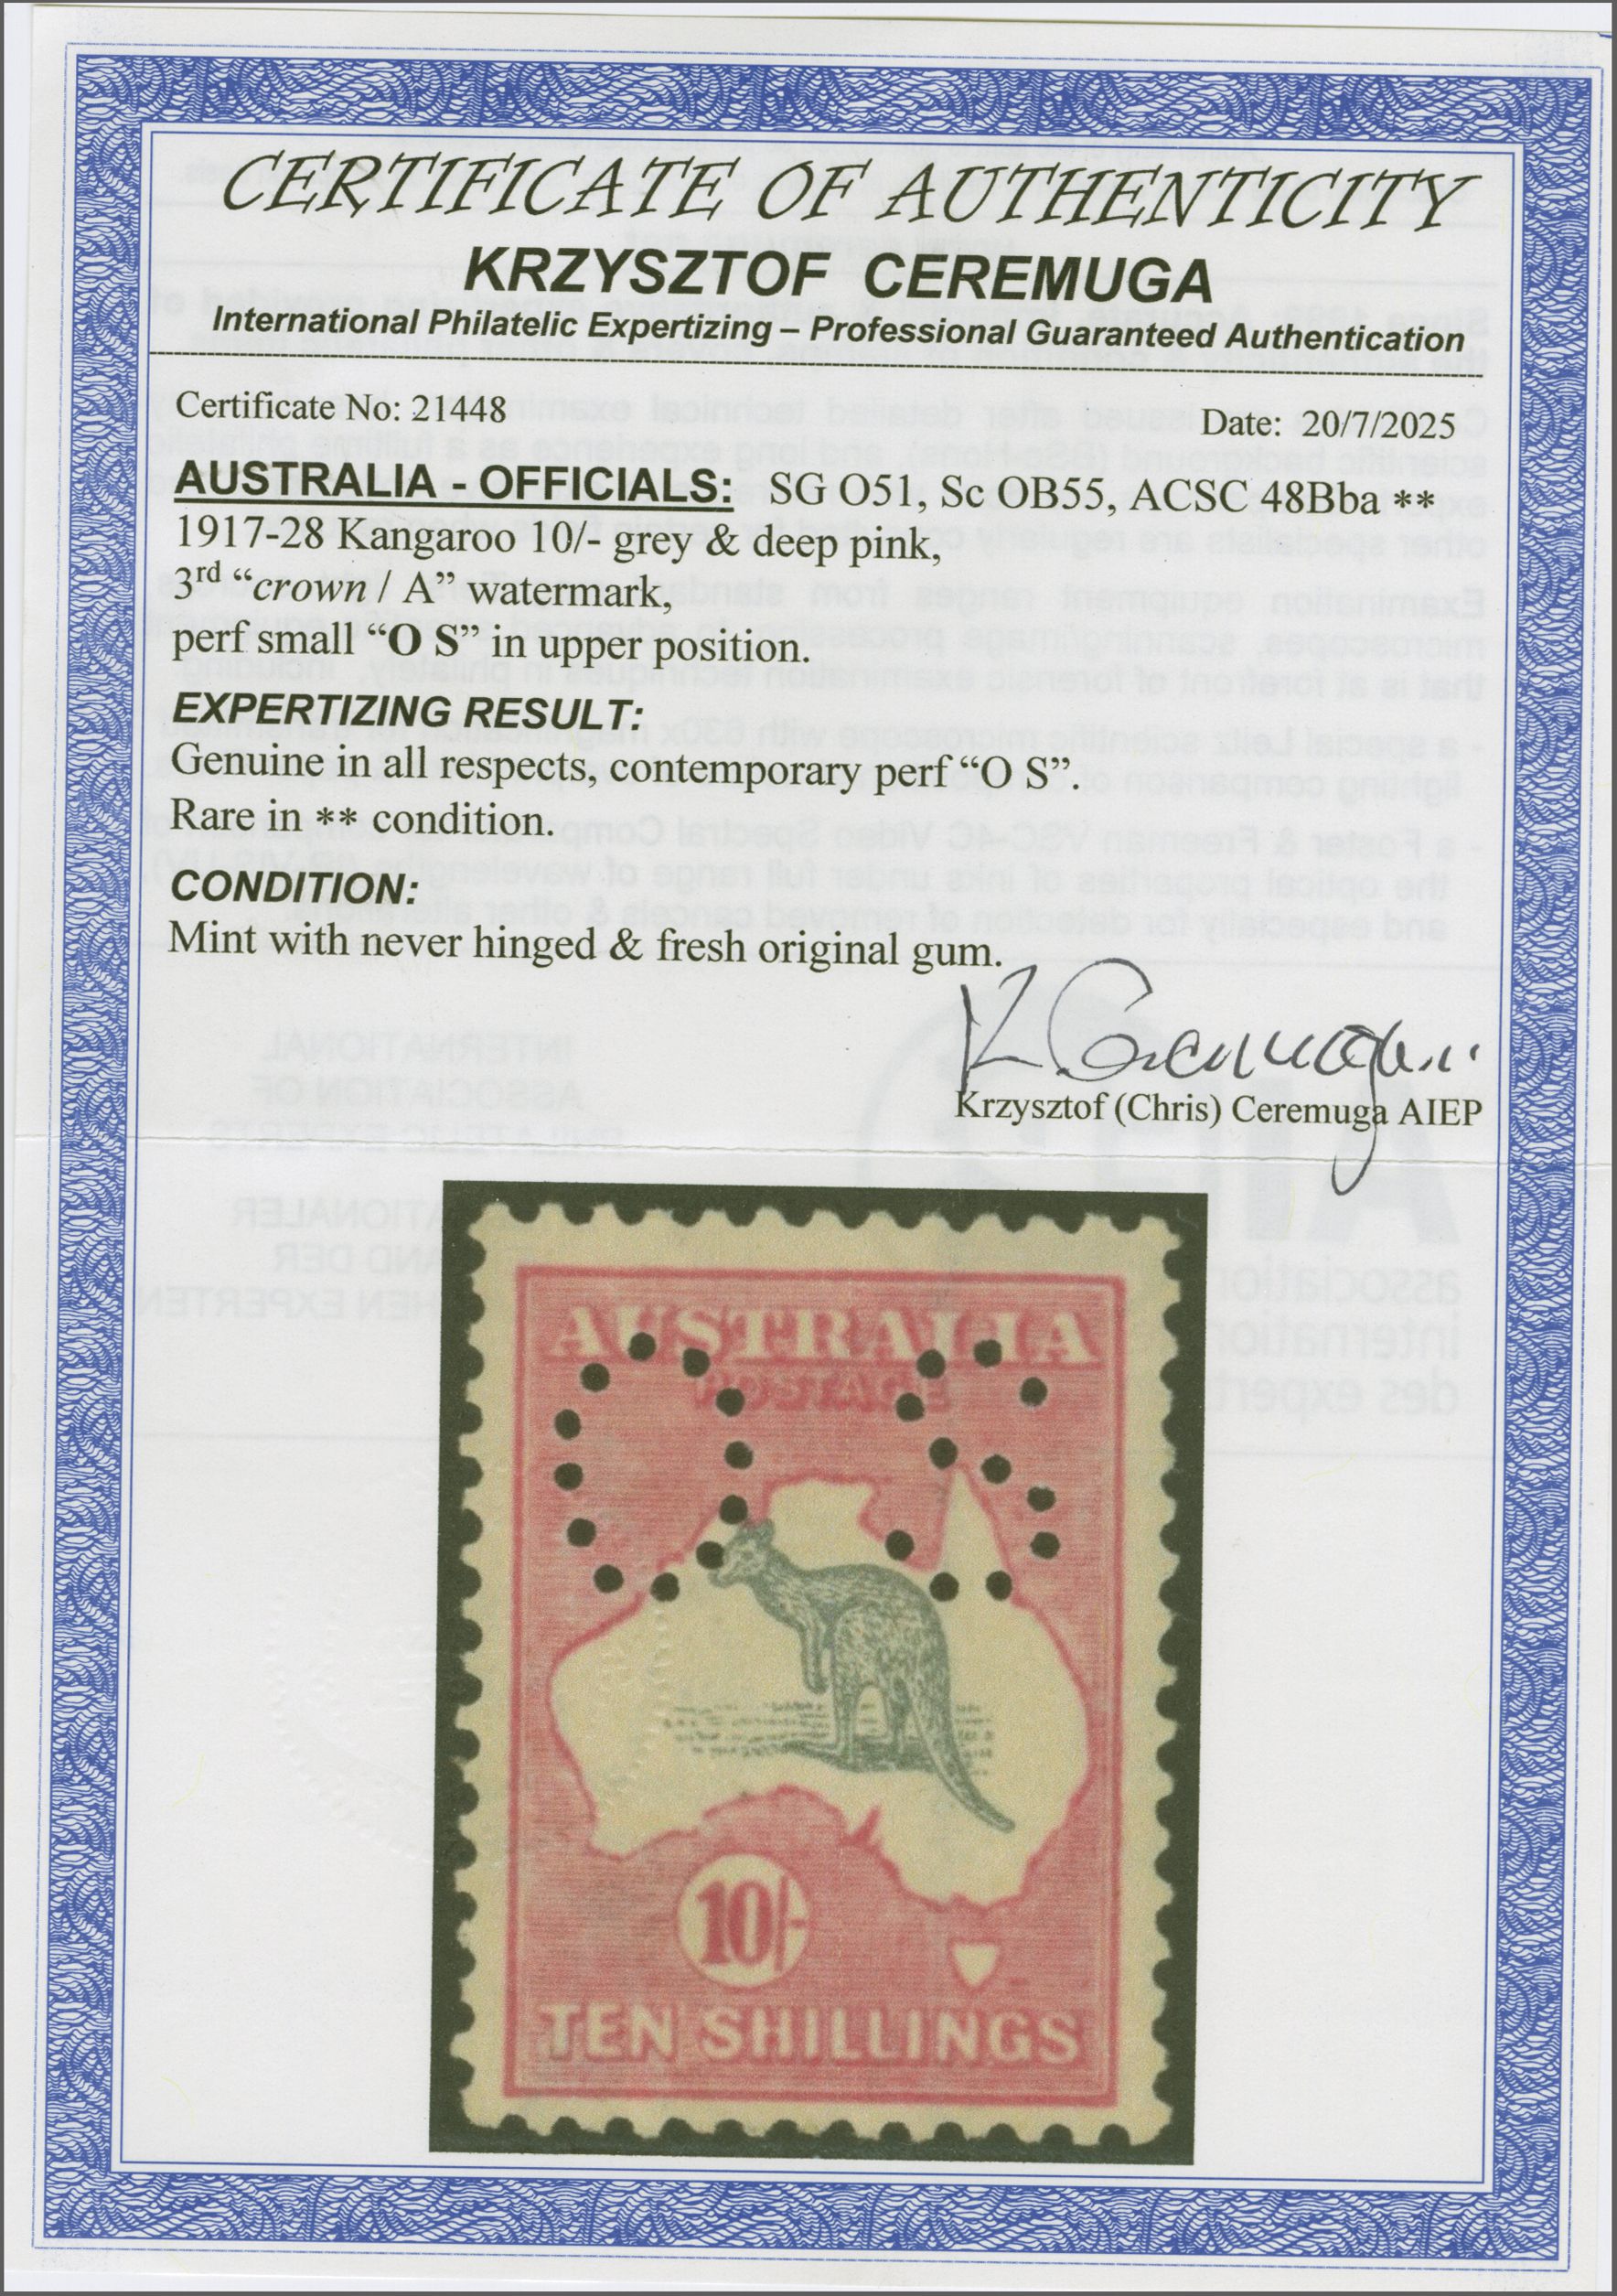 CERTIFICATE OF AUTHENTICITY
KRZYSZTOF CEREMUGA
International Philatelic Expertizing – Professional Guaranteed Authentication
Certificate No: 21448
Date: 20/7/2025
AUSTRALIA - OFFICIALS: SG O51, Sc OB55, ACSC 48Bba **
1917-28 Kangaroo 10/- grey & deep pink,
3rd “crown / A” watermark,
perf small “O S” in upper position.
EXPERTIZING RESULT:
Genuine in all respects, contemporary perf “O S”.
Rare in ** condition.
CONDITION:
Mint with never hinged & fresh original gum.
K. Ceremuga
Krzysztof (Chris) Ceremuga AIEP
AUSTRALIA
POSTAGE
OS
10/-
TEN SHILLINGS